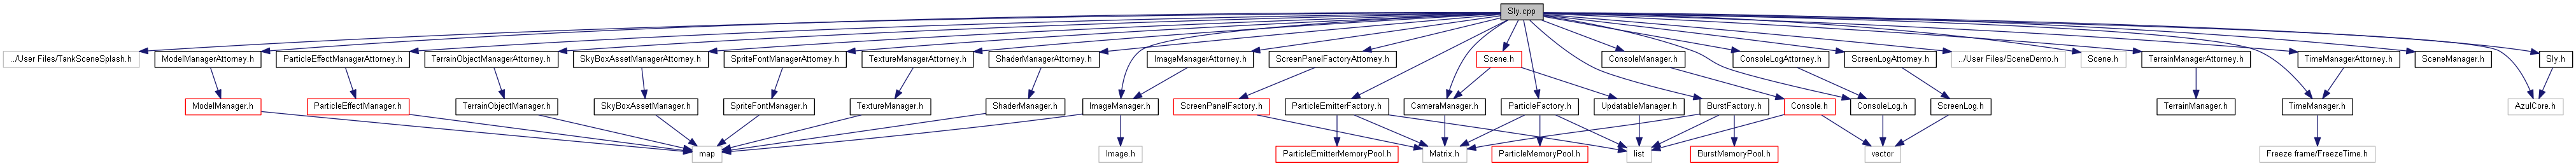 Sly.cpp
../User Files/TankSceneSplash.h
ModelManagerAttorney.h
ParticleEffectManagerAttorney.h
TerrainObjectManagerAttorney.h
SkyBoxAssetManagerAttorney.h
SpriteFontManagerAttorney.h
TextureManagerAttorney.h
ShaderManagerAttorney.h
ImageManagerAttorney.h
ScreenPanelFactoryAttorney.h
Scene.h
ConsoleManager.h
ConsoleLogAttorney.h
ScreenLogAttorney.h
../User Files/SceneDemo.h
Scene.h
TerrainManagerAttorney.h
TimeManagerAttorney.h
SceneManager.h
Sly.h
ModelManager.h
ParticleEffectManager.h
TerrainObjectManager.h
SkyBoxAssetManager.h
SpriteFontManager.h
TextureManager.h
ShaderManager.h
ImageManager.h
ScreenPanelFactory.h
ParticleEmitterFactory.h
CameraManager.h
ParticleFactory.h
UpdatableManager.h
BurstFactory.h
Console.h
ConsoleLog.h
ScreenLog.h
TerrainManager.h
TimeManager.h
AzulCore.h
map
Image.h
ParticleEmitterMemoryPool.h
Matrix.h
ParticleMemoryPool.h
list
BurstMemoryPool.h
vector
Freeze frame/FreezeTime.h